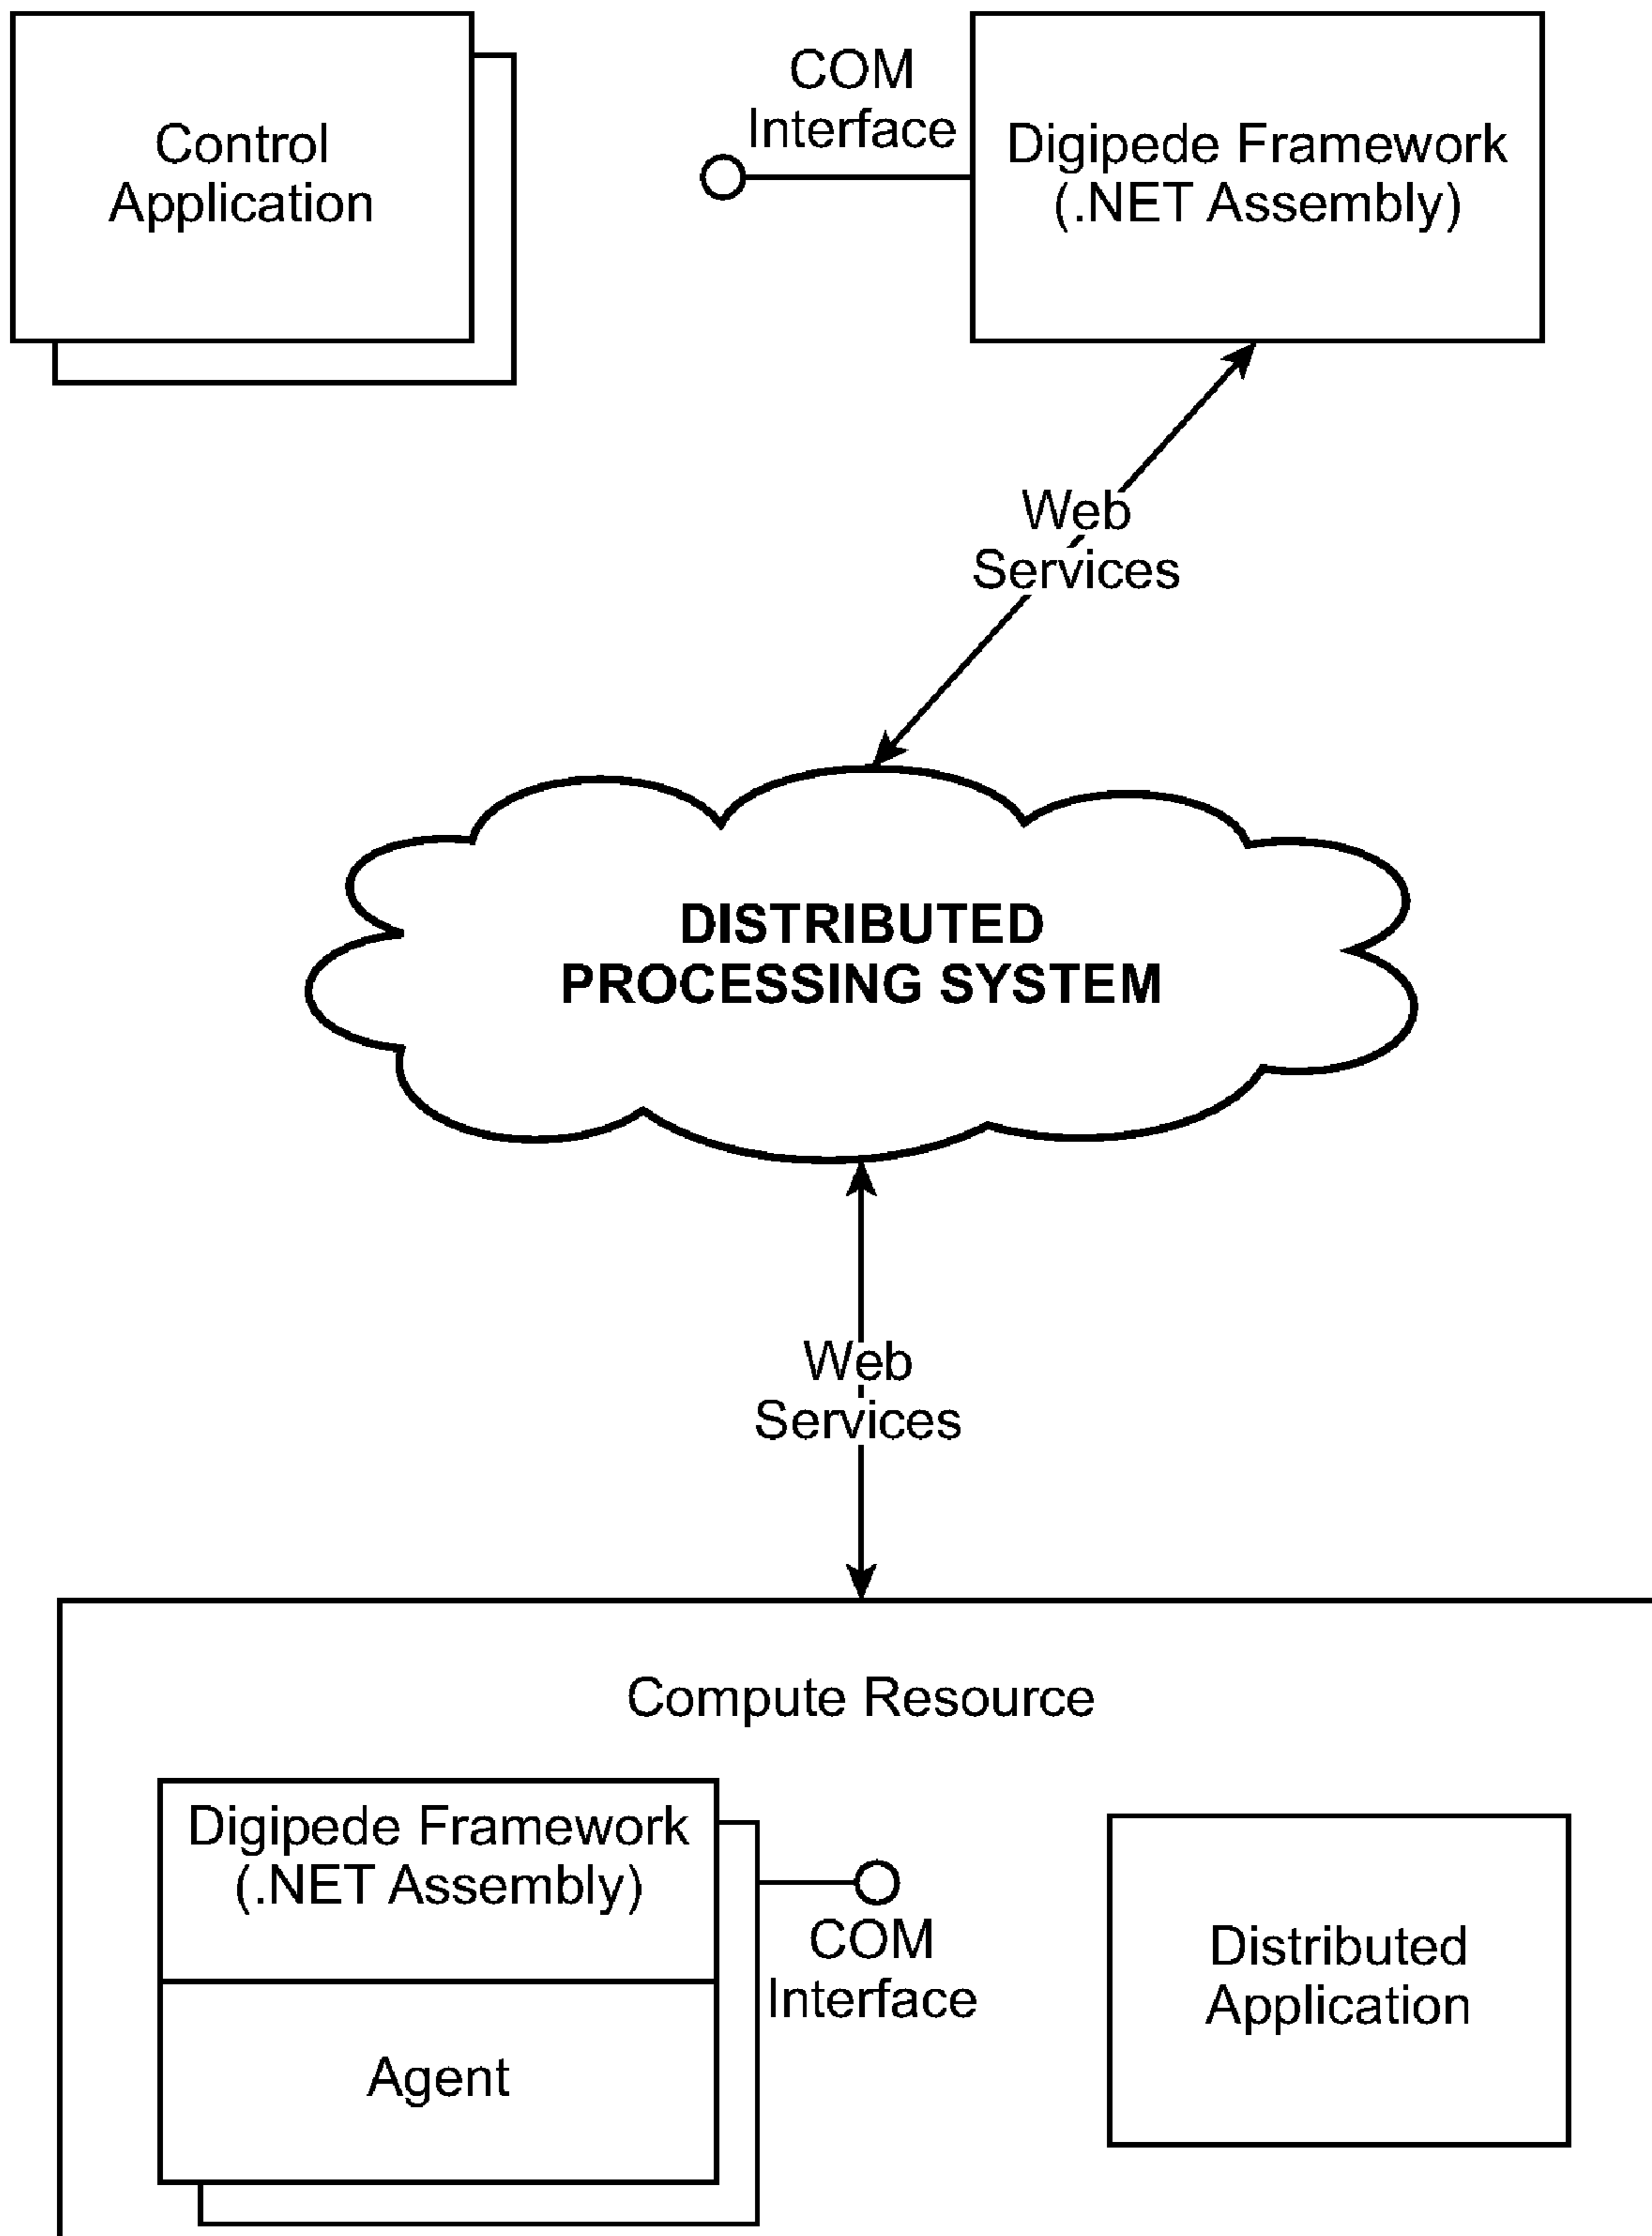 Control
Application
COM
Interface
Digipede Framework
(.NET Assembly)
Web
Services
DISTRIBUTED
PROCESSING SYSTEM
Web
Services
Compute Resource
Digipede Framework
(.NET Assembly)
Agent
COM
Interface
Distributed
Application